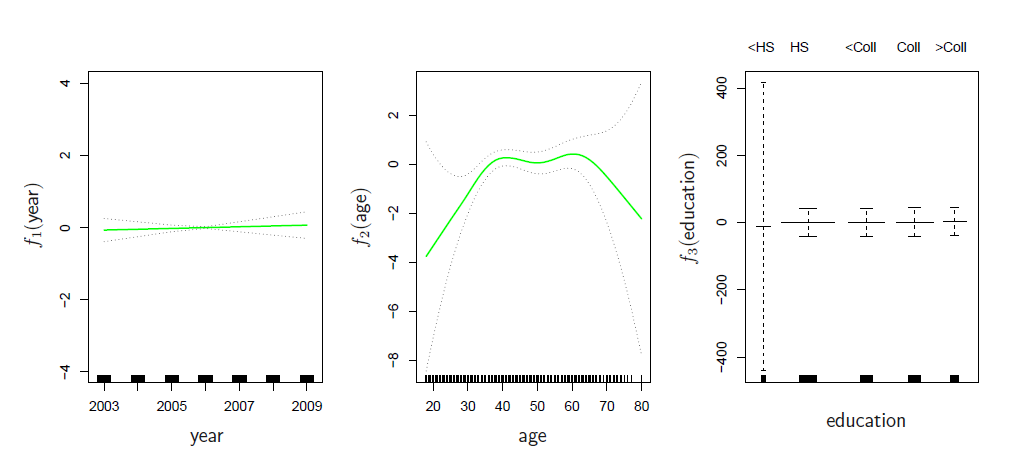 <HS HS <Coll Coll >Coll
f1(year)
4
2
0
−2
−4
2003 2005 2007 2009
year
f2(age)
2
0
−2
−4
−6
−8
20 30 40 50 60 70 80
age
f3(education)
400
200
0
−200
−400
education